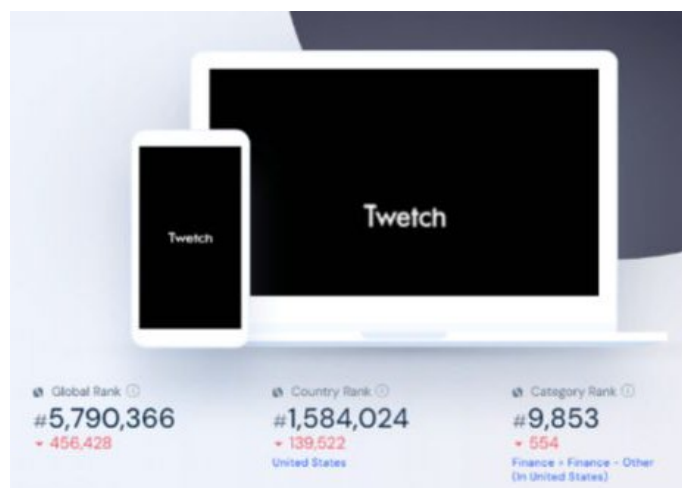 Twetch
Twetch
Global Rank
#5,790,366
456,428
Country Rank
#1,584,024
139,522
United States
Category Rank
#9,853
554
Finance > Finance - Other
(In United States)